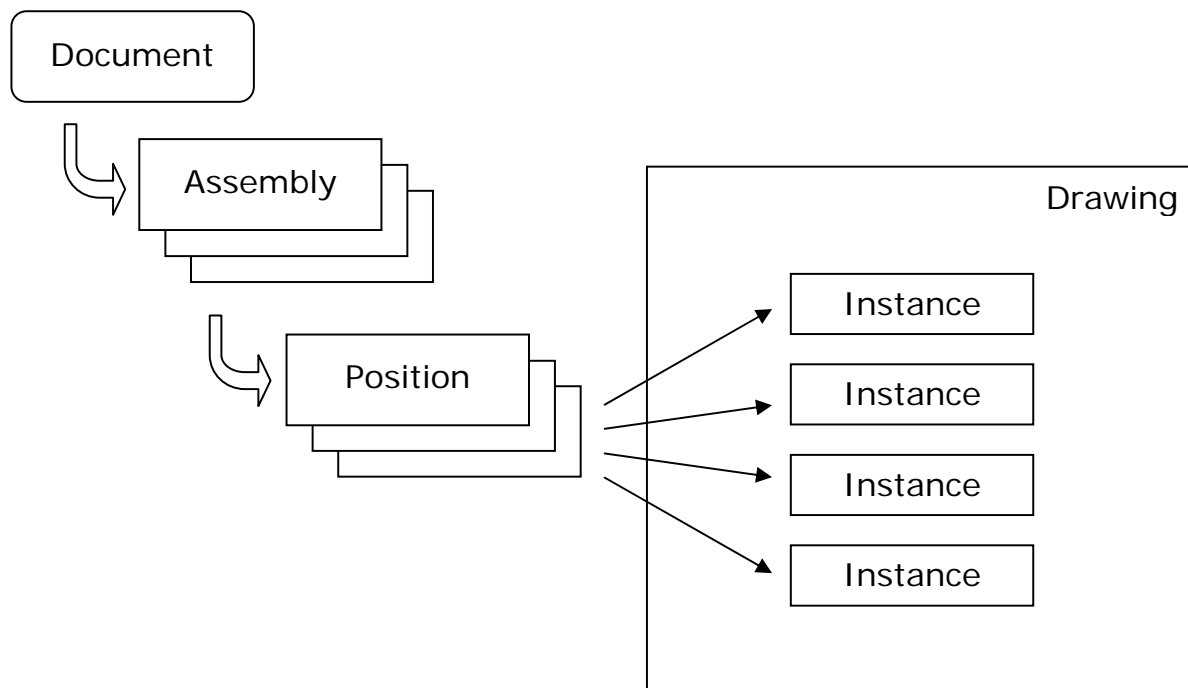 Document
Assembly
Drawing
Position
Instance
Instance
Instance
Instance